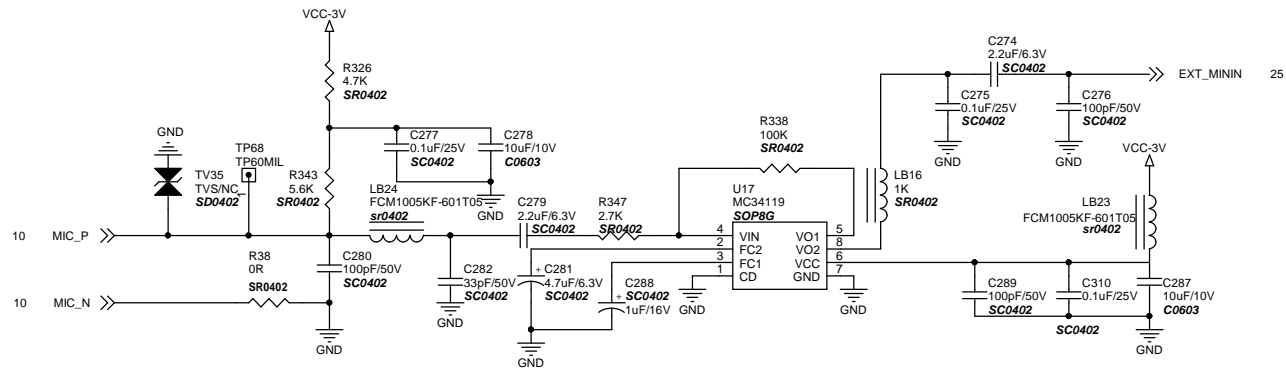 VCC-3V
R326
4.7K
SR0402
C277
0.1uF/25V
SC0402
C278
10uF/10V
C0603
GND
GND
TV35
TVS/NC
SD0402
TP68
TP60MIL
1
R343
5.6K
SR0402
LB24
FCM1005KF-601T05
sr0402
C279
2.2uF/6.3V
SC0402
R347
2.7K
SR0402
10 MIC_P
R38
0R
SR0402
C280
100pF/50V
SC0402
10 MIC_N
GND
C282
33pF/50V
SC0402
GND
+ C281
4.7uF/6.3V
SC0402
GND
+ C288
SC0402
1uF/16V
R338
100K
SR0402
U17
MC34119
SOP8G
4 VIN VO1 5
2 FC2 VO2 8
3 FC1 VCC 6
1 CD GND 7
GND
GND
LB16
1K
SR0402
C274
2.2uF/6.3V
SC0402
EXT_MININ 25
C275
0.1uF/25V
SC0402
GND
C276
100pF/50V
SC0402
GND
VCC-3V
LB23
FCM1005KF-601T05
sr0402
C289
100pF/50V
SC0402
C310
0.1uF/25V
SC0402
C287
10uF/10V
C0603
GND